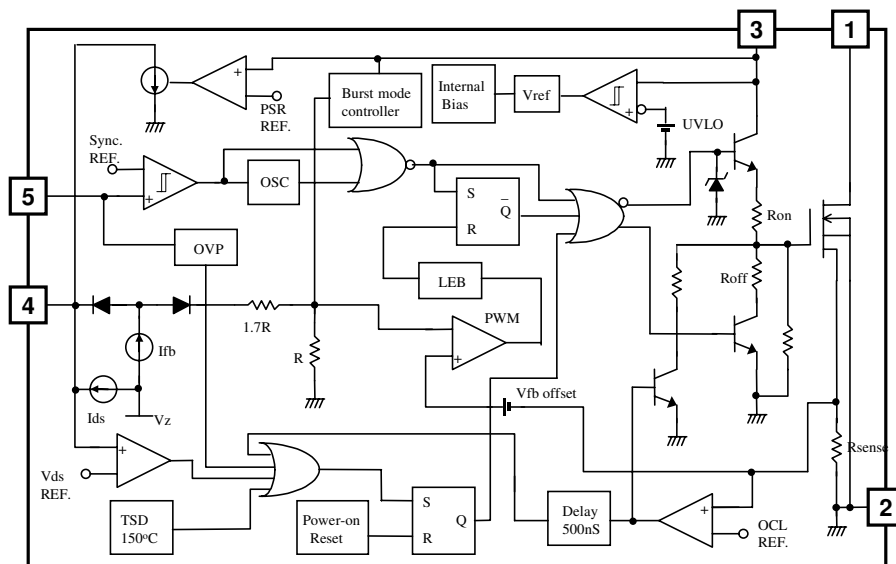 3
1
PSR
REF.
Burst mode
controller
Internal
Bias
Vref
UVLO
Sync.
REF.
OSC
5
S
Q
R
Ron
OVP
LEB
Roff
4
1.7R
PWM
R
Ifb
Ids
Vz
Vfb offset
Vds
REF.
Rsense
TSD
150°C
Power-on
Reset
S
Q
R
Delay
500nS
OCL
REF.
2
+
+
+
+
+
+